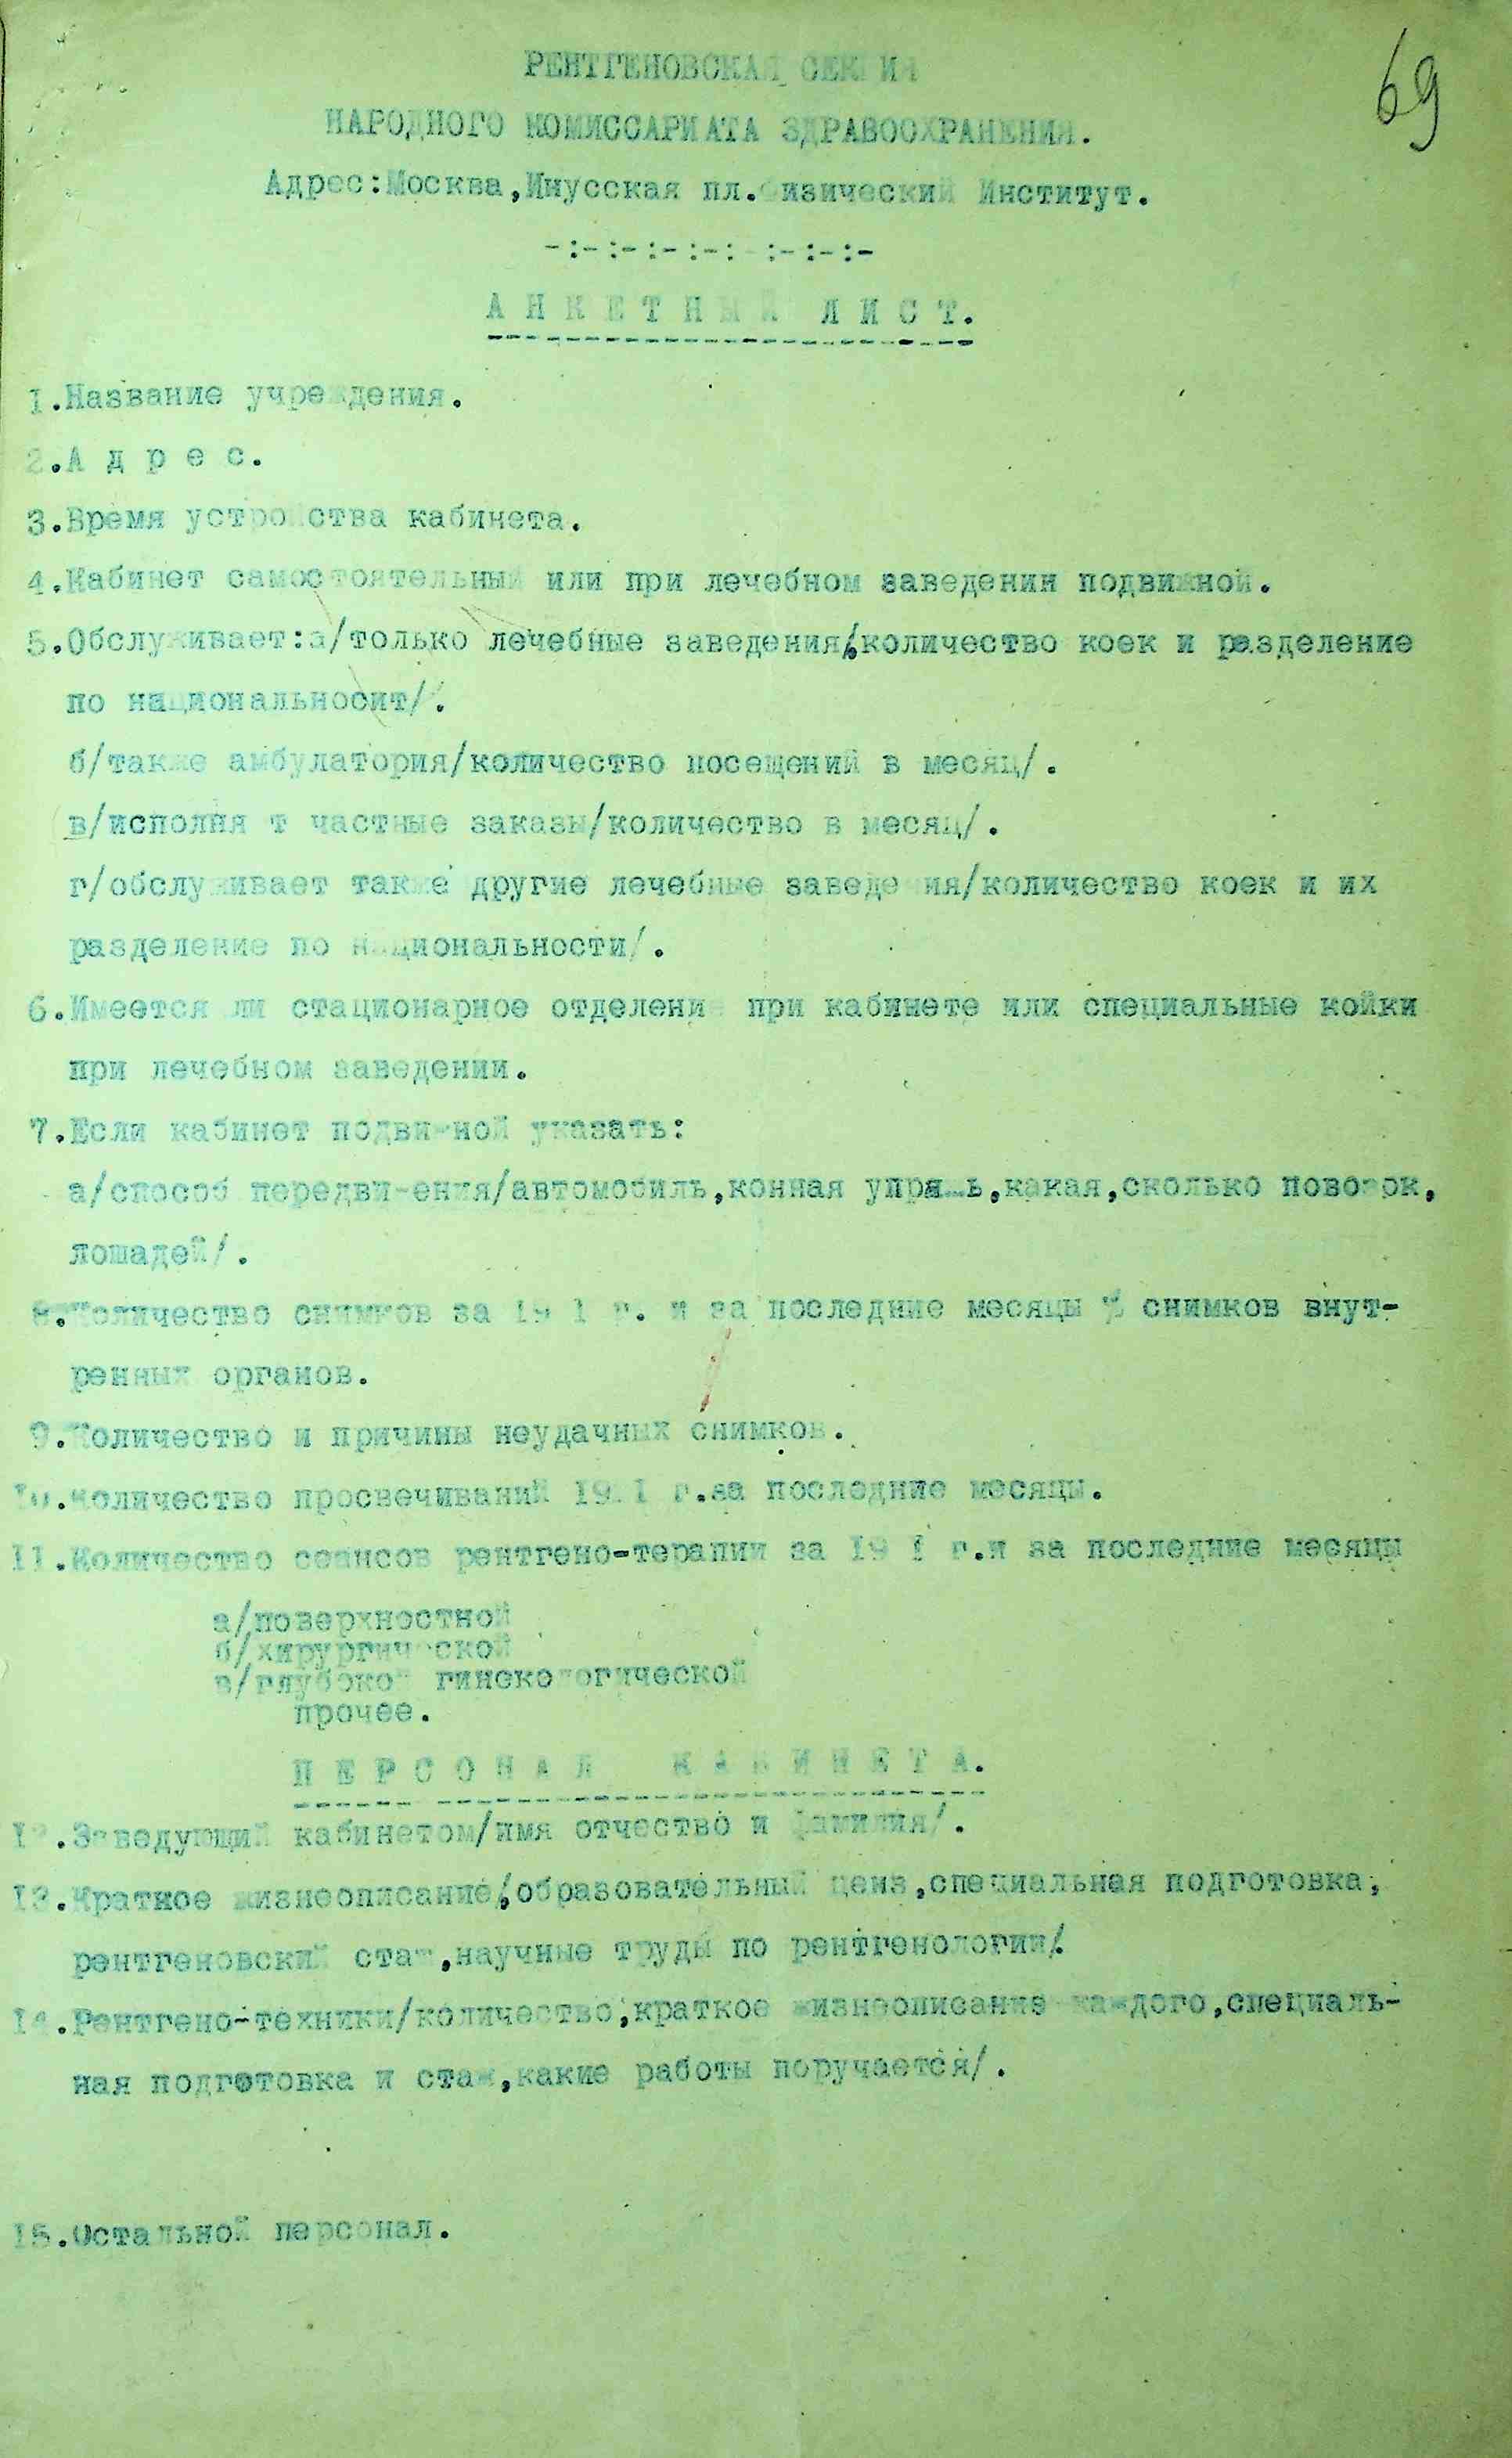 69
РЕНТГЕНОВСКАЯ СЕКЦИЯ
НАРОДНОГО КОМИССАРИАТА ЗДРАВООХРАНЕНИЯ.
Адрес:Москва,Миусская пл.Физический Институт.
-:-:-:-:-: :-:-:-
АНКЕТНЫЙ ЛИСТ.
1.Название учреждения.
2.Адрес.
3.Время устройства кабинета.
4.Кабинет самостоятельный или при лечебном заведении подвижной.
5.Обслуживает:а/только лечебные заведения/количество коек и разделение
по национальносит/.
б/также амбулатория/количество посещений в месяц/.
в/исполняет частные заказы/количество в месяц/.
г/обслуживает также другие лечебные заведения/количество коек и их
разделение по национальности/.
6.Имеется ли стационарное отделение при кабинете или специальные койки
при лечебном заведении.
7.Если кабинет подвижной указать:
а/способ передвижения/автомобиль,конная упряжь,какая,сколько повозок,
лошадей/.
8.Количество снимков за 1921 г. и за последние месяцы % снимков внут-
ренных органов.
9.Количество и причины неудачных снимков.
10.Количество просвечиваний 1921 г.за последние месяцы.
11.Количество сеансов рентгено-терапии за 1921 г.и за последние месяцы
а/поверхностной
б/хирургической
в/глубокой гинекологической
прочее.
ПЕРСОНАЛ КАБИНЕТА.
12.Заведующий кабинетом/имя отчество и фамилия/.
13.Краткое жизнеописание/образовательный ценз,специальная подготовка,
рентгеновский стаж,научные труды по рентгенологии/.
14.Рентгено-техники/количество,краткое жизнеописание каждого,специаль-
ная подготовка и стаж,какие работы поручается/.
15.Остальной персонал.